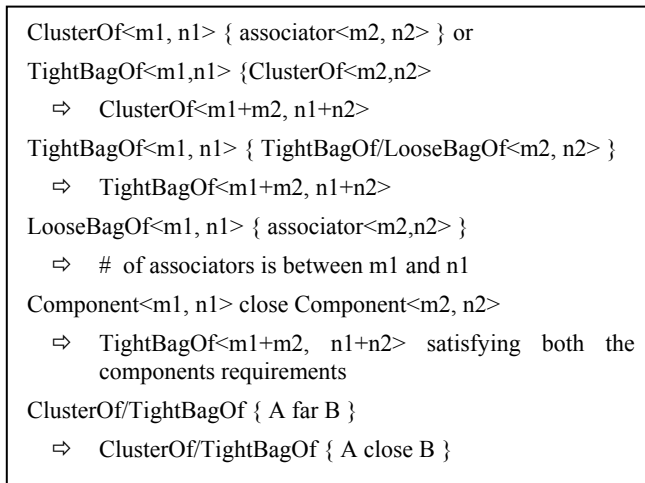 ClusterOf<m1, n1> { associator<m2, n2> } or
TightBagOf<m1,n1> {ClusterOf<m2,n2>
⇨ ClusterOf<m1+m2, n1+n2>
TightBagOf<m1, n1> { TightBagOf/LooseBagOf<m2, n2> }
⇨ TightBagOf<m1+m2, n1+n2>
LooseBagOf<m1, n1> { associator<m2,n2> }
⇨ # of associators is between m1 and n1
Component<m1, n1> close Component<m2, n2>
⇨ TightBagOf<m1+m2, n1+n2> satisfying both the
components requirements
ClusterOf/TightBagOf { A far B }
⇨ ClusterOf/TightBagOf { A close B }